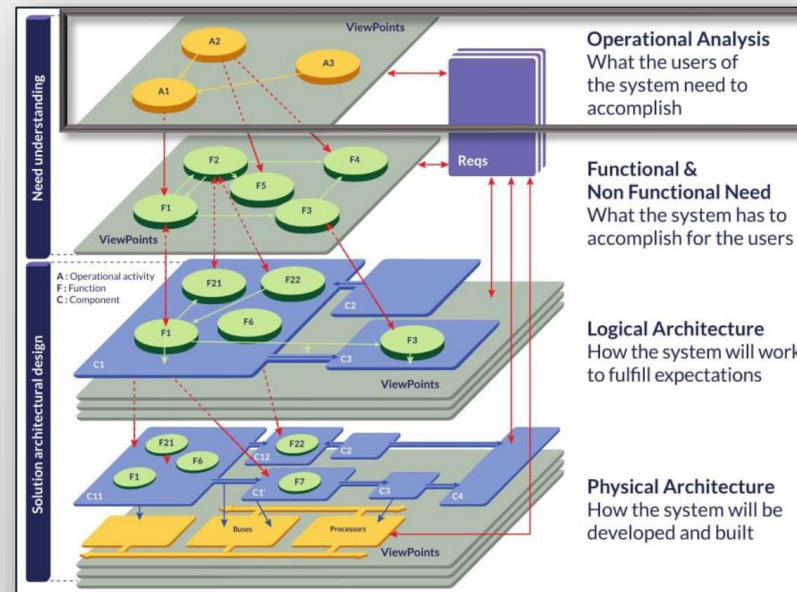 Need understanding
ViewPoints
A2
A3
A1
Operational Analysis
What the users of
the system need to
accomplish
Reqs
F2
F4
F5
F1
F3
ViewPoints
Functional &
Non Functional Need
What the system has to
accomplish for the users
Solution architectural design
A : Operational activity
F : Function
C : Component
F21
F22
C2
F6
F1
F3
C1
C3
ViewPoints
Logical Architecture
How the system will work
to fulfill expectations
F21
F22
C2
F6
C12
F1
F7
C3
C11
C1'
C4
Buses
Processors
ViewPoints
Physical Architecture
How the system will be
developed and built